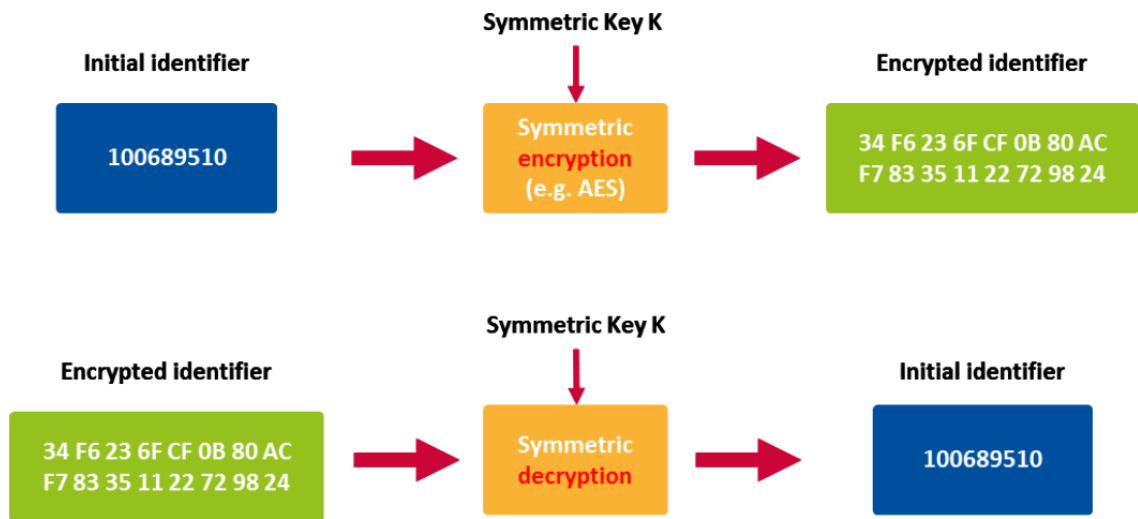 Symmetric Key K
Initial identifier
Encrypted identifier
100689510
Symmetric
encryption
(e.g. AES)
34 F6 23 6F CF 0B 80 AC
F7 83 35 11 22 72 98 24
Symmetric Key K
Encrypted identifier
Initial identifier
34 F6 23 6F CF 0B 80 AC
F7 83 35 11 22 72 98 24
Symmetric
decryption
100689510